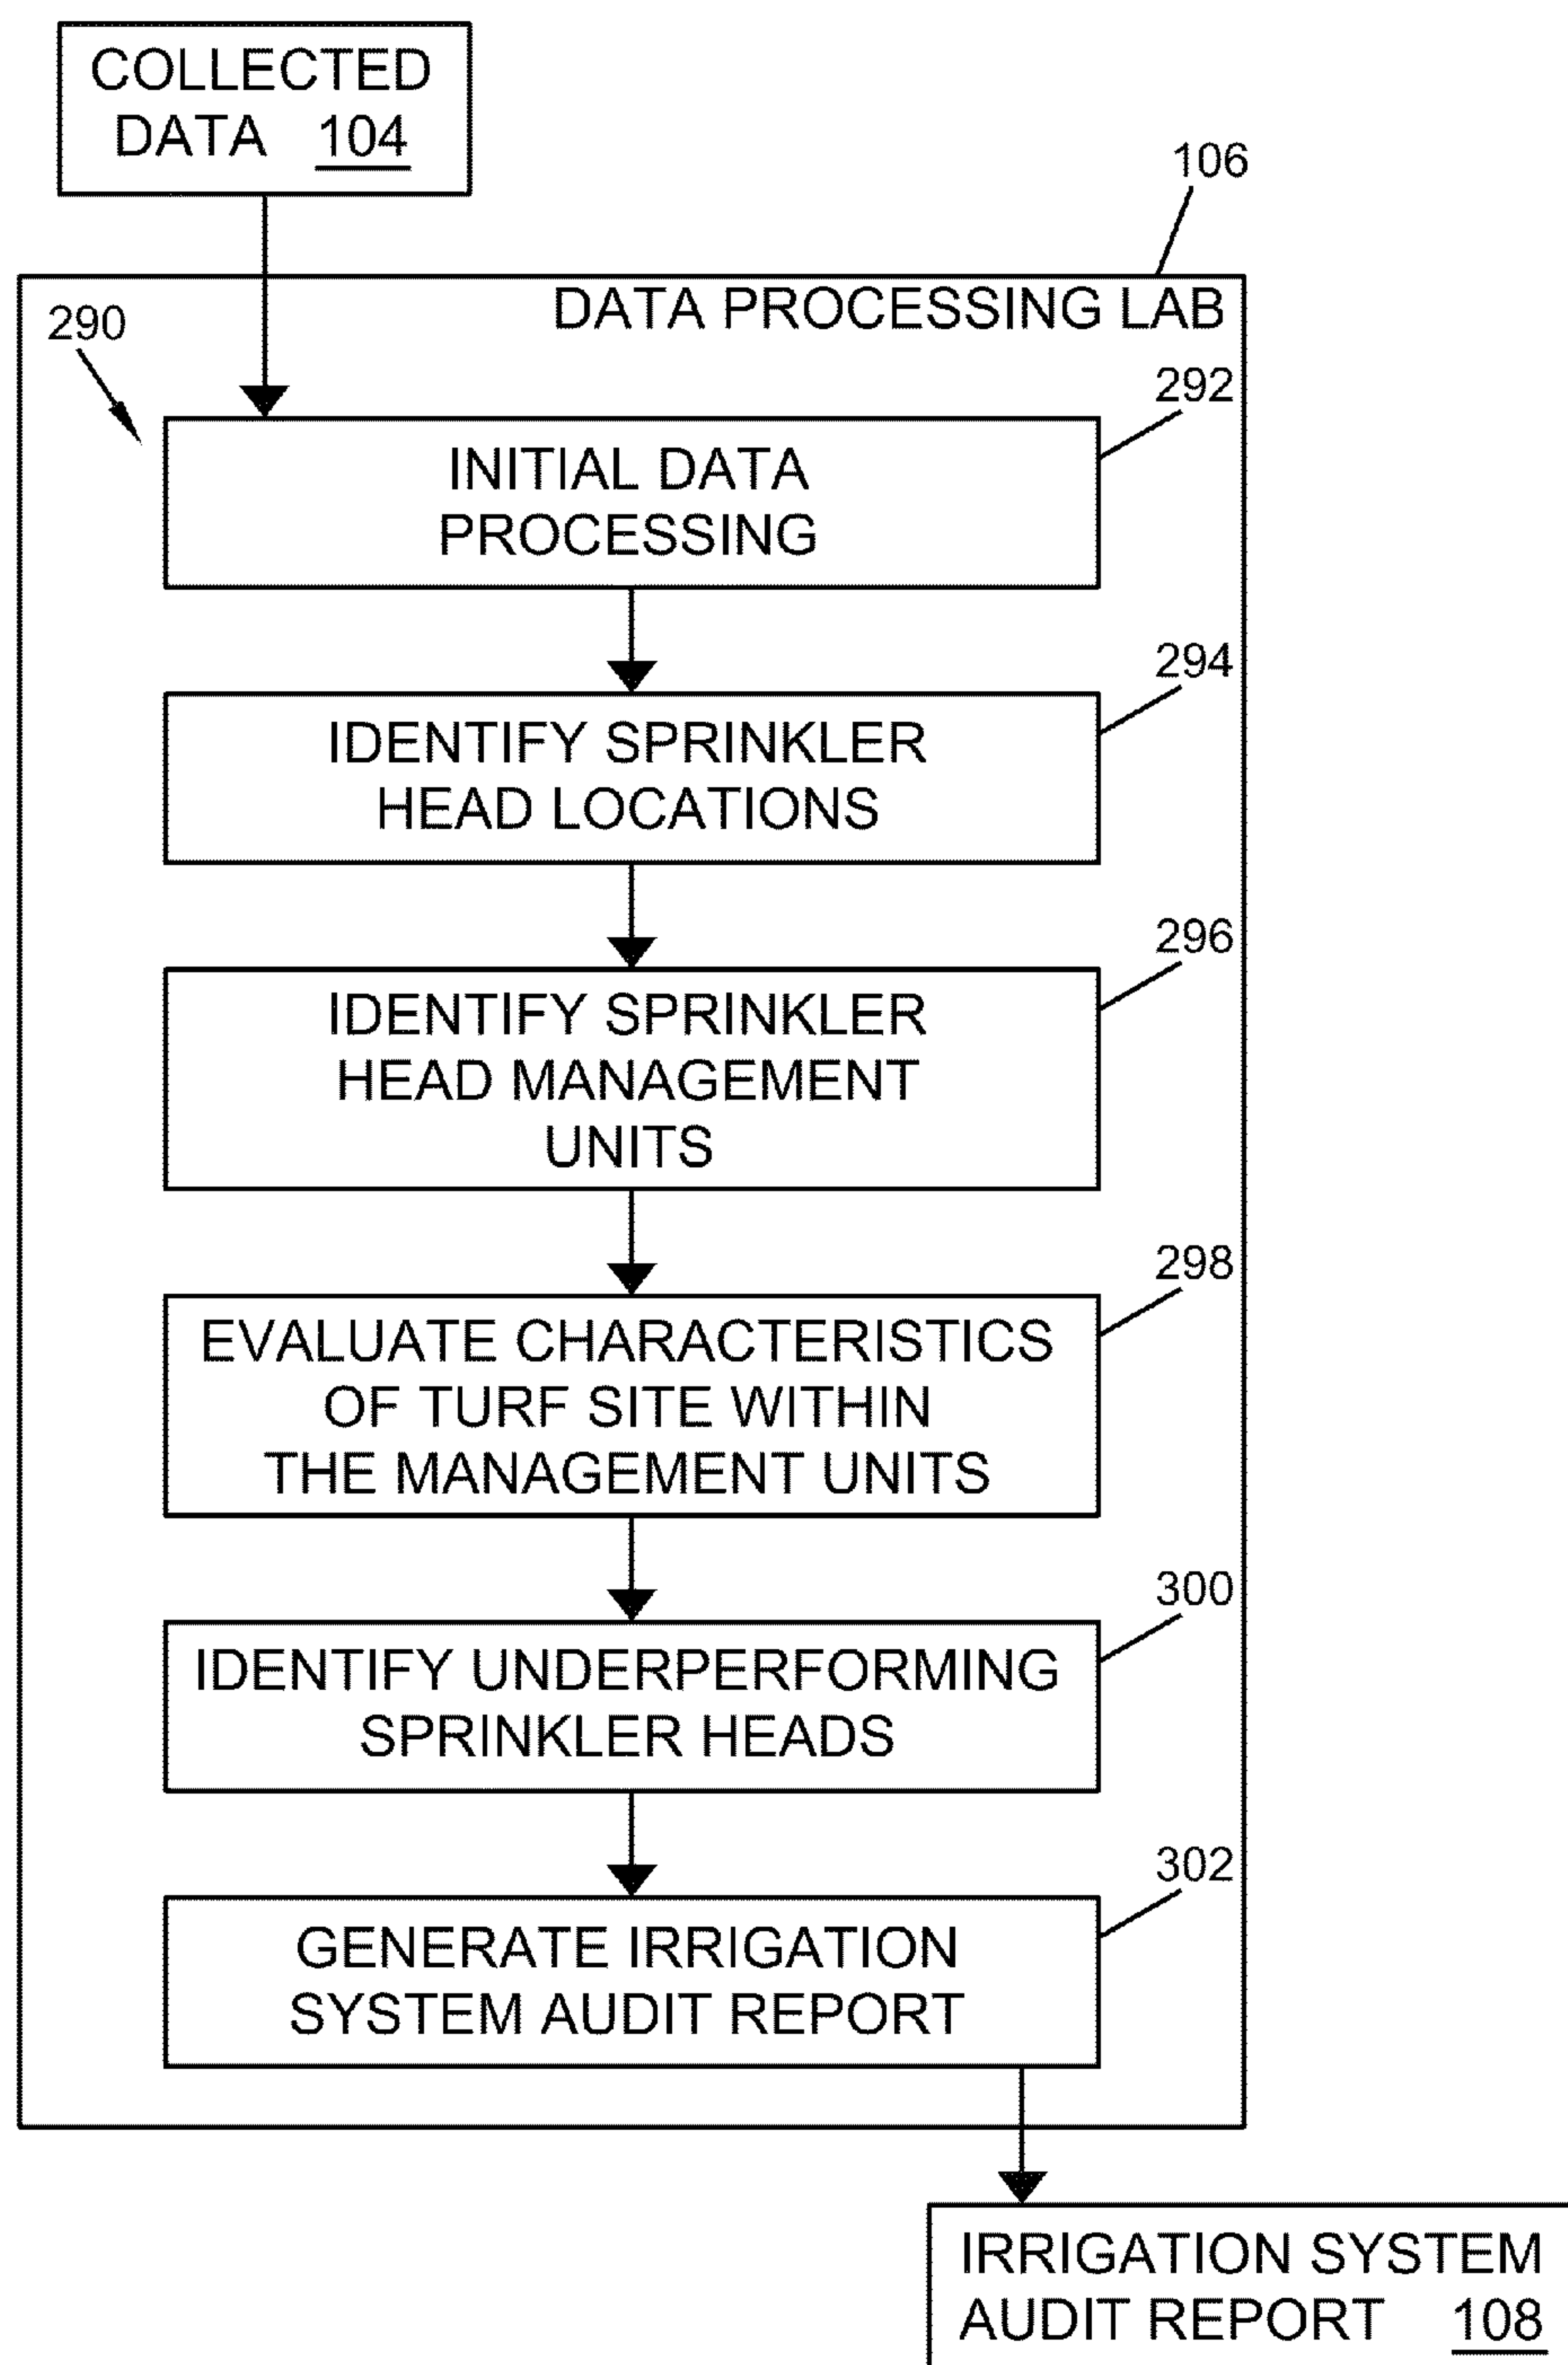 COLLECTED
DATA 104
106
DATA PROCESSING LAB
290
292
INITIAL DATA
PROCESSING
294
IDENTIFY SPRINKLER
HEAD LOCATIONS
296
IDENTIFY SPRINKLER
HEAD MANAGEMENT
UNITS
298
EVALUATE CHARACTERISTICS
OF TURF SITE WITHIN
THE MANAGEMENT UNITS
300
IDENTIFY UNDERPERFORMING
SPRINKLER HEADS
302
GENERATE IRRIGATION
SYSTEM AUDIT REPORT
IRRIGATION SYSTEM
AUDIT REPORT 108